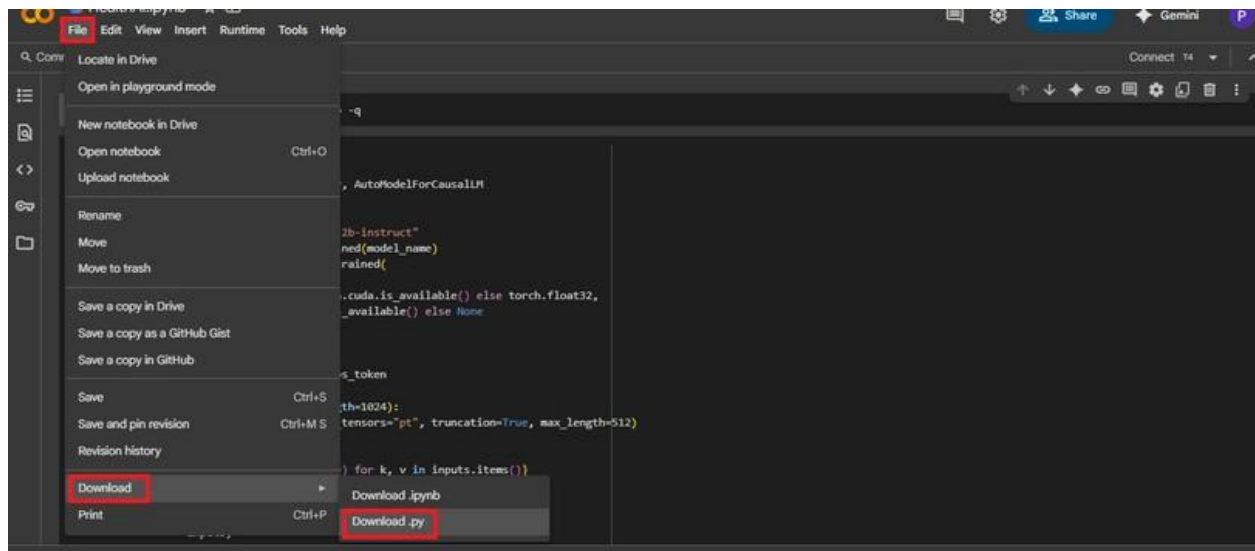 CO
File Edit View Insert Runtime Tools Help
Share
Gemini
P
Locate in Drive
Connect T4
Open in playground mode
-q
New notebook in Drive
Open notebook Ctrl+O
Upload notebook
, AutoModelForCausalLM
Rename
2b-instruct"
Move
ned(model_name)
Move to trash
rained(
.cuda.is_available() else torch.float32,
Save a copy in Drive
_available() else None
Save a copy as a GitHub Gist
Save a copy in GitHub
s_token
Save Ctrl+S
th=1024):
Save and pin revision Ctrl+M S
tensors="pt", truncation=True, max_length=512)
Revision history
) for k, v in inputs.items()}
Download
Download .ipynb
Print Ctrl+P
Download .py